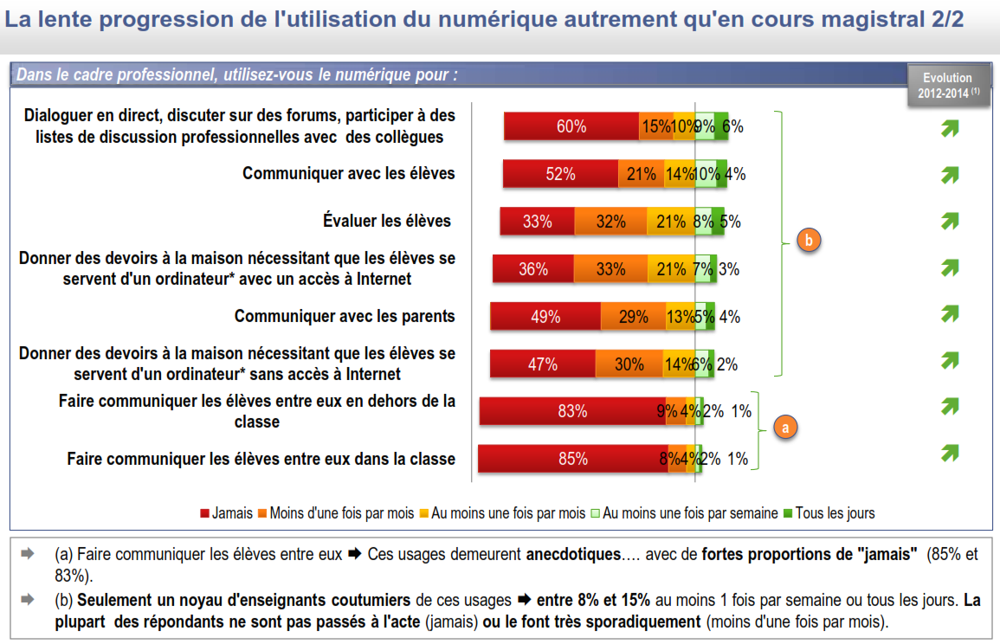 La lente progression de l'utilisation du numérique autrement qu'en cours magistral 2/2
Dans le cadre professionnel, utilisez-vous le numérique pour :
Evolution
2012-2014 (1)
Dialoguer en direct, discuter sur des forums, participer à des
listes de discussion professionnelles avec des collègues
60% 15% 10% 9% 6%
Communiquer avec les élèves
52% 21% 14% 10% 4%
Évaluer les élèves
33% 32% 21% 8% 5%
b
Donner des devoirs à la maison nécessitant que les élèves se
servent d'un ordinateur* avec un accès à Internet
36% 33% 21% 7% 3%
Communiquer avec les parents
49% 29% 13% 5% 4%
Donner des devoirs à la maison nécessitant que les élèves se
servent d'un ordinateur* sans accès à Internet
47% 30% 14% 6% 2%
Faire communiquer les élèves entre eux en dehors de la
classe
83% 9% 4% 2% 1%
a
Faire communiquer les élèves entre eux dans la classe
85% 8% 4% 2% 1%
Jamais Moins d'une fois par mois Au moins une fois par mois Au moins une fois par semaine Tous les jours
(a) Faire communiquer les élèves entre eux ➡ Ces usages demeurent anecdotiques…. avec de fortes proportions de "jamais" (85% et
83%).
(b) Seulement un noyau d'enseignants coutumiers de ces usages ➡ entre 8% et 15% au moins 1 fois par semaine ou tous les jours. La
plupart des répondants ne sont pas passés à l'acte (jamais) ou le font très sporadiquement (moins d'une fois par mois).